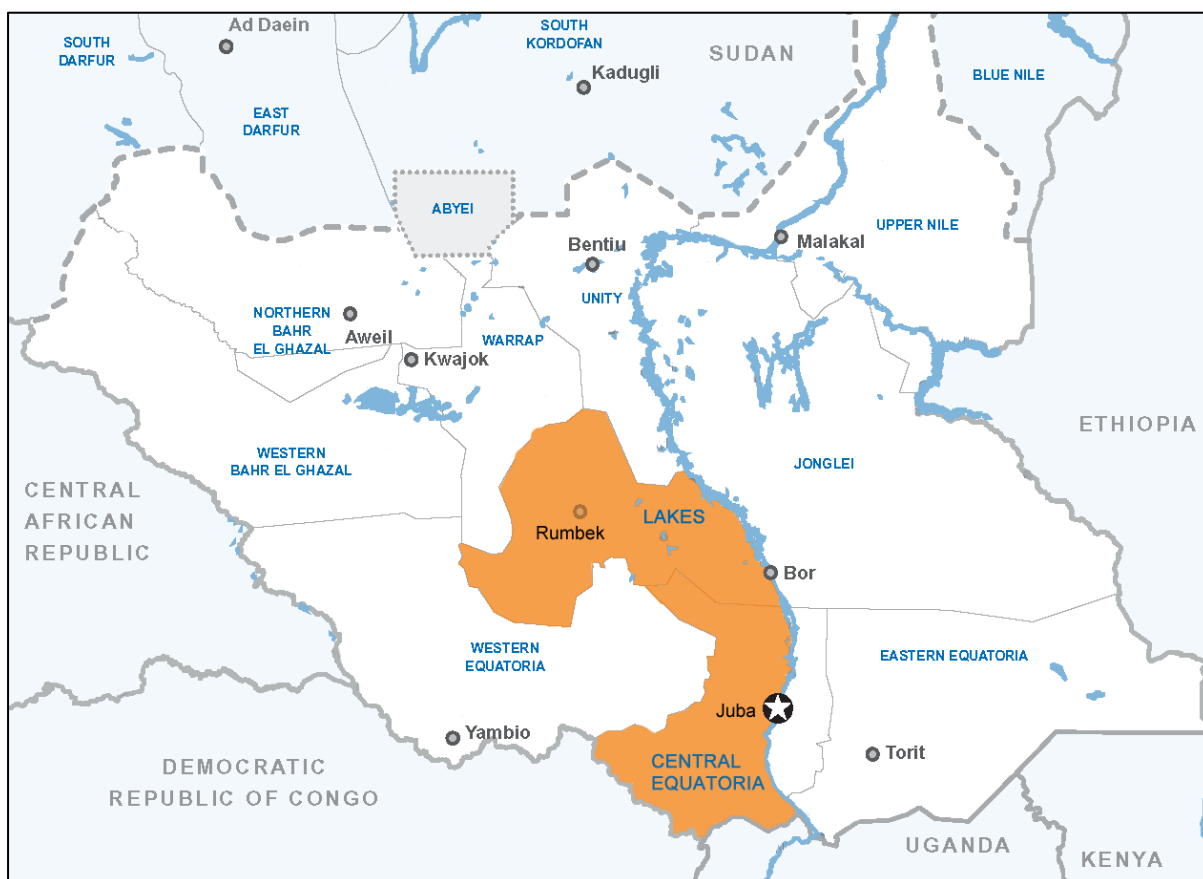 Ad Daein
SOUTH
DARFUR
SOUTH
KORDOFAN
SUDAN
Kadugli
BLUE NILE
EAST
DARFUR
ABYEI
UPPER NILE
Malakal
Bentiu
UNITY
NORTHERN
BAHR
EL GHAZAL
Aweil
WARRAP
Kwajok
ETHIOPIA
WESTERN
BAHR EL GHAZAL
JONGLEI
CENTRAL
AFRICAN
REPUBLIC
LAKES
Rumbek
Bor
WESTERN
EQUATORIA
EASTERN EQUATORIA
Juba
Yambio
Torit
CENTRAL
EQUATORIA
DEMOCRATIC
REPUBLIC OF CONGO
UGANDA
KENYA